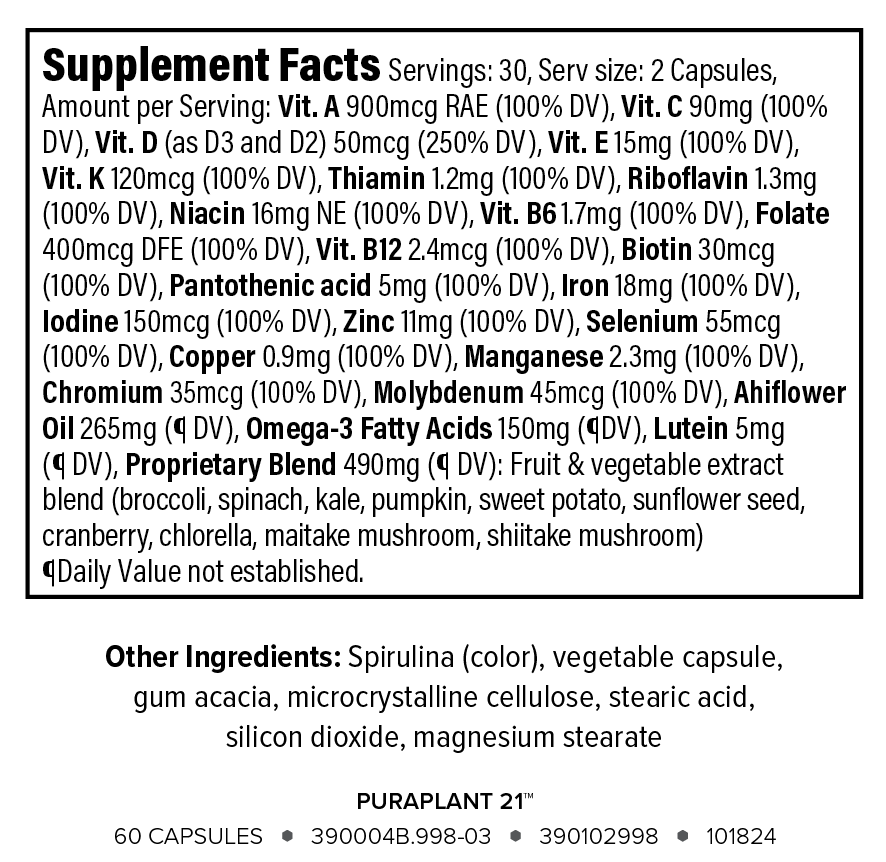 Supplement Facts Servings: 30, Serv size: 2 Capsules,
Amount per Serving: Vit. A 900mcg RAE (100% DV), Vit. C 90mg (100%
DV), Vit. D (as D3 and D2) 50mcg (250% DV), Vit. E 15mg (100% DV),
Vit. K 120mcg (100% DV), Thiamin 1.2mg (100% DV), Riboflavin 1.3mg
(100% DV), Niacin 16mg NE (100% DV), Vit. B6 1.7mg (100% DV), Folate
400mcg DFE (100% DV), Vit. B12 2.4mcg (100% DV), Biotin 30mcg
(100% DV), Pantothenic acid 5mg (100% DV), Iron 18mg (100% DV),
Iodine 150mcg (100% DV), Zinc 11mg (100% DV), Selenium 55mcg
(100% DV), Copper 0.9mg (100% DV), Manganese 2.3mg (100% DV),
Chromium 35mcg (100% DV), Molybdenum 45mcg (100% DV), Ahiflower
Oil 265mg (¶ DV), Omega-3 Fatty Acids 150mg (¶DV), Lutein 5mg
(¶ DV), Proprietary Blend 490mg (¶ DV): Fruit & vegetable extract
blend (broccoli, spinach, kale, pumpkin, sweet potato, sunflower seed,
cranberry, chlorella, maitake mushroom, shiitake mushroom)
¶Daily Value not established.
Other Ingredients: Spirulina (color), vegetable capsule,
gum acacia, microcrystalline cellulose, stearic acid,
silicon dioxide, magnesium stearate
PURAPLANT 21™
60 CAPSULES • 390004B.998-03 • 390102998 • 101824